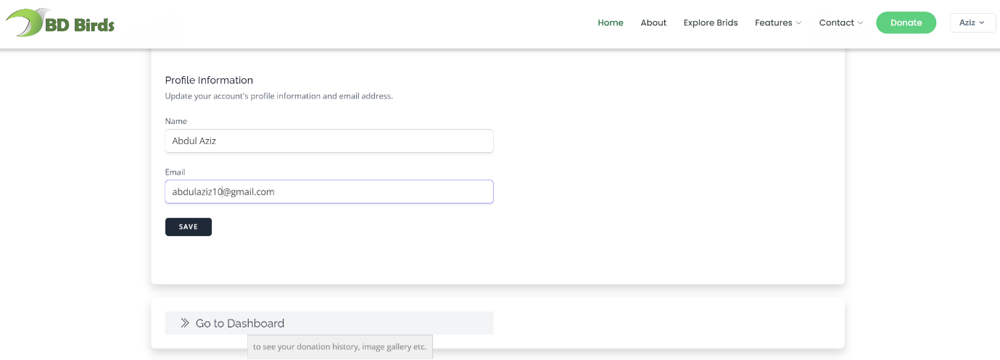 BD Birds
Home About Explore Brids Features Contact Donate Aziz
Profile Information
Update your account's profile information and email address.
Name
Abdul Aziz
Email
abdulaziz10@gmail.com
SAVE
Go to Dashboard
to see your donation history, image gallery etc.